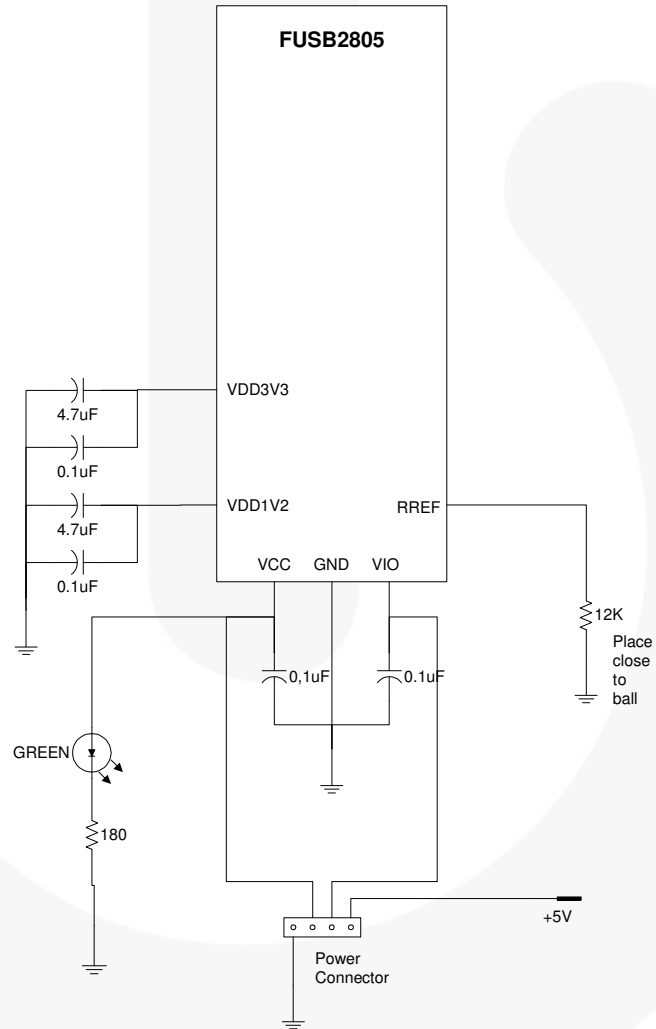 FUSB2805
VDD3V3
4.7uF
0.1uF
VDD1V2
RREF
4.7uF
0.1uF
VCC GND VIO
12K
Place
close
to
ball
0,1uF
0.1uF
GREEN
180
+5V
Power
Connector